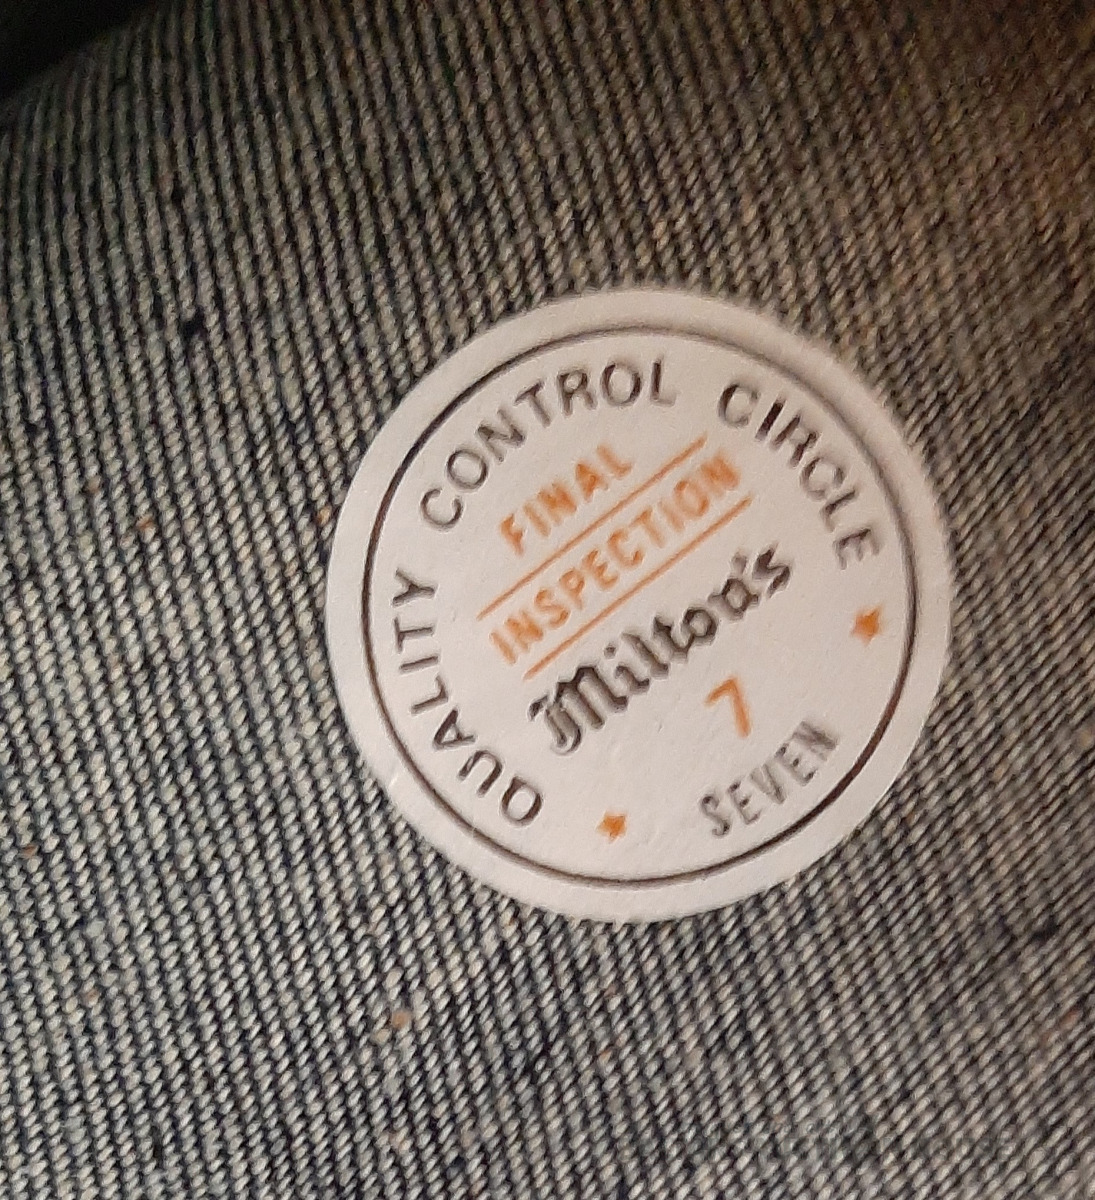 QUALITY CONTROL CIRCLE
FINAL
INSPECTION
Milton's
7
SEVEN